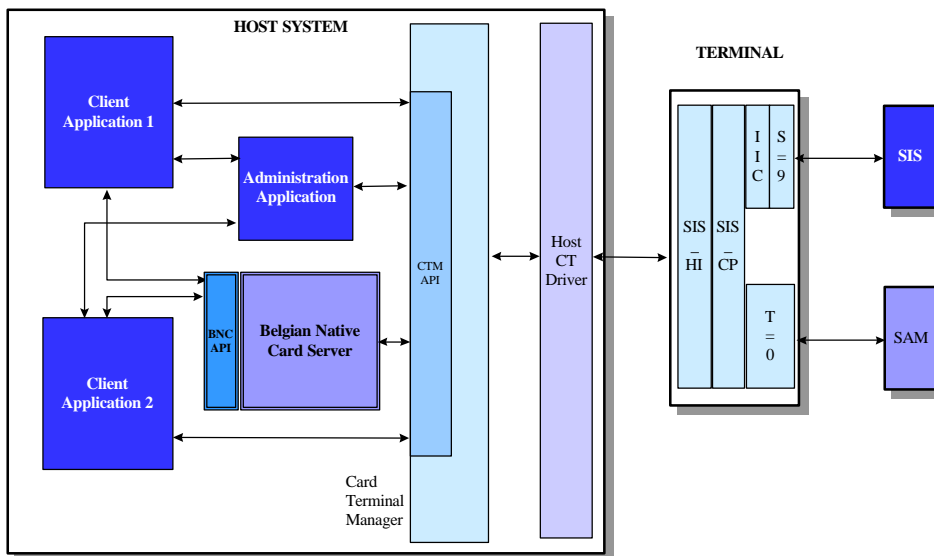 HOST SYSTEM
TERMINAL
Client
Application 1
Administration
Application
BNC
API
Belgian Native
Card Server
Client
Application 2
CTM
API
Card
Terminal
Manager
Host
CT
Driver
SIS
–
HI
SIS
–
CP
I
I
C
S
=
9
T
=
0
SIS
SAM